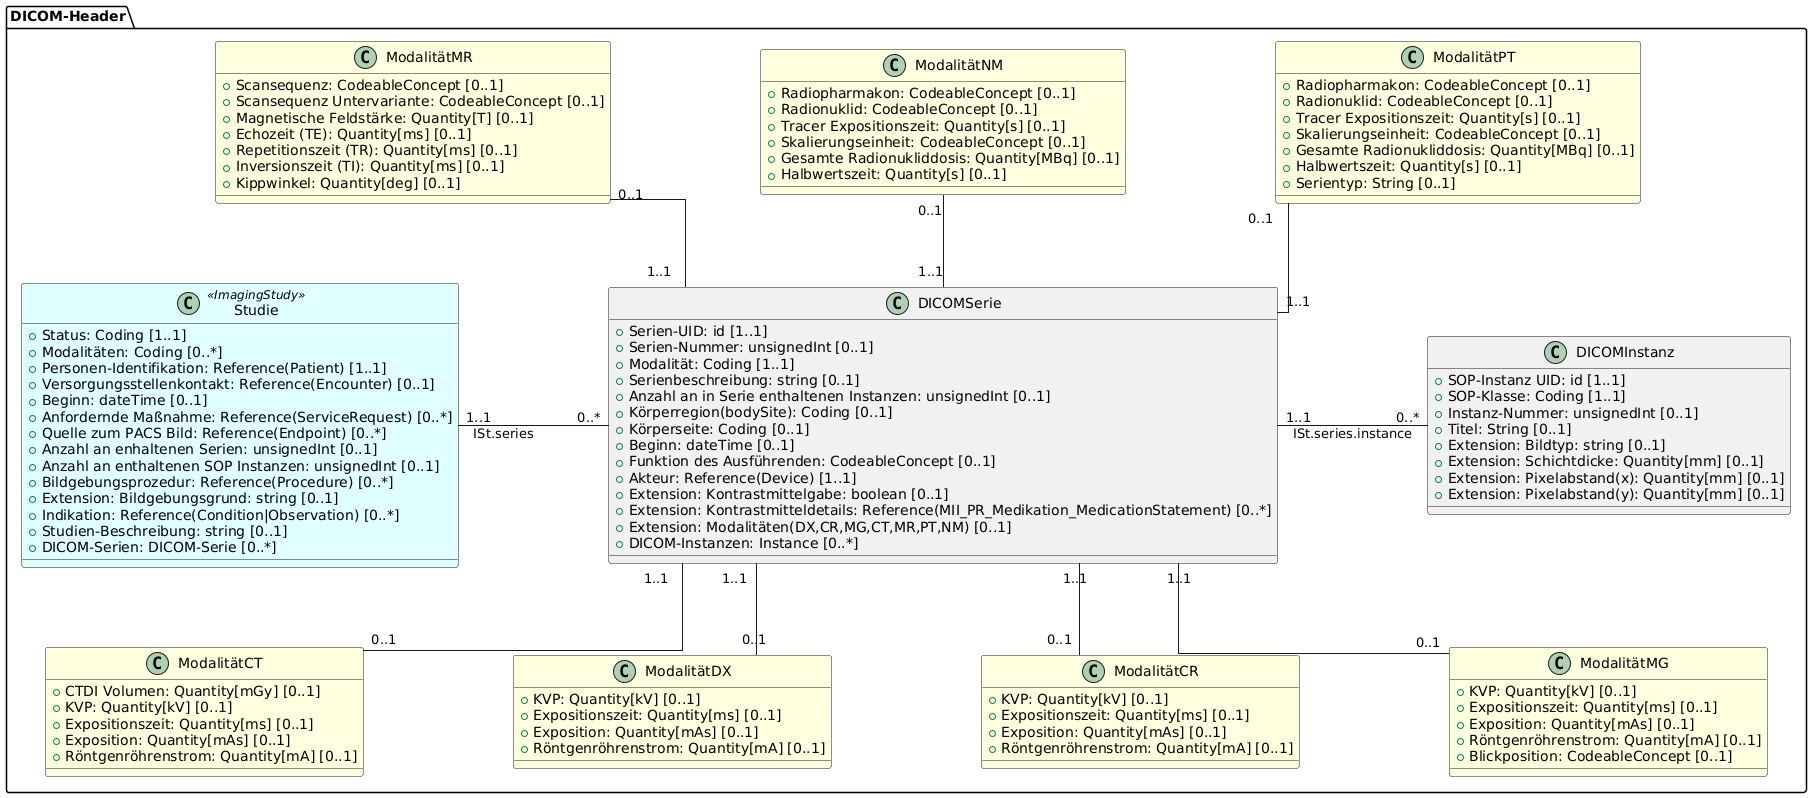 DICOM-Header
C ModalitätMR
Scansequenz: CodeableConcept [0..1]
Scansequenz Untervariante: CodeableConcept [0..1]
Magnetische Feldstärke: Quantity[T] [0..1]
Echozeit (TE): Quantity[ms] [0..1]
Repetitionszeit (TR): Quantity[ms] [0..1]
Inversionszeit (TI): Quantity[ms] [0..1]
Kippwinkel: Quantity[deg] [0..1]
C ModalitätNM
Radiopharmakon: CodeableConcept [0..1]
Radionuklid: CodeableConcept [0..1]
Tracer Expositionszeit: Quantity[s] [0..1]
Skalierungseinheit: CodeableConcept [0..1]
Gesamte Radionukliddosis: Quantity[MBq] [0..1]
Halbwertszeit: Quantity[s] [0..1]
C ModalitätPT
Radiopharmakon: CodeableConcept [0..1]
Radionuklid: CodeableConcept [0..1]
Tracer Expositionszeit: Quantity[s] [0..1]
Skalierungseinheit: CodeableConcept [0..1]
Gesamte Radionukliddosis: Quantity[MBq] [0..1]
Halbwertszeit: Quantity[s] [0..1]
Serientyp: String [0..1]
0..1
0..1
0..1
1..1
1..1
1..1
C «ImagingStudy»
Studie
Status: Coding [1..1]
Modalitäten: Coding [0..*]
Personen-Identifikation: Reference(Patient) [1..1]
Versorgungsstellenkontakt: Reference(Encounter) [0..1]
Beginn: dateTime [0..1]
Anfordernde Maßnahme: Reference(ServiceRequest) [0..*]
Quelle zum PACS Bild: Reference(Endpoint) [0..*]
Anzahl an enhaltenen Serien: unsignedInt [0..1]
Anzahl an enthaltenen SOP Instanzen: unsignedInt [0..1]
Bildgebungsprozedur: Reference(Procedure) [0..*]
Extension: Bildgebungsgrund: string [0..1]
Indikation: Reference(Condition|Observation) [0..*]
Studien-Beschreibung: string [0..1]
DICOM-Serien: DICOM-Serie [0..*]
1..1 0..*
ISt.series
C DICOMSerie
Serien-UID: id [1..1]
Serien-Nummer: unsignedInt [0..1]
Modalität: Coding [1..1]
Serienbeschreibung: string [0..1]
Anzahl an in Serie enthaltenen Instanzen: unsignedInt [0..1]
Körperregion(bodySite): Coding [0..1]
Körperseite: Coding [0..1]
Beginn: dateTime [0..1]
Funktion des Ausführenden: CodeableConcept [0..1]
Akteur: Reference(Device) [1..1]
Extension: Kontrastmittelgabe: boolean [0..1]
Extension: Kontrastmitteldetails: Reference(MII_PR_Medikation_MedicationStatement) [0..*]
Extension: Modalitäten(DX,CR,MG,CT,MR,PT,NM) [0..1]
DICOM-Instanzen: Instance [0..*]
1..1 0..*
ISt.series.instance
C DICOMInstanz
SOP-Instanz UID: id [1..1]
SOP-Klasse: Coding [1..1]
Instanz-Nummer: unsignedInt [0..1]
Titel: String [0..1]
Extension: Bildtyp: string [0..1]
Extension: Schichtdicke: Quantity[mm] [0..1]
Extension: Pixelabstand(x): Quantity[mm] [0..1]
Extension: Pixelabstand(y): Quantity[mm] [0..1]
1..1
1..1
1..1
1..1
0..1
0..1
0..1
0..1
C ModalitätCT
CTDI Volumen: Quantity[mGy] [0..1]
KVP: Quantity[kV] [0..1]
Expositionszeit: Quantity[ms] [0..1]
Exposition: Quantity[mAs] [0..1]
Röntgenröhrenstrom: Quantity[mA] [0..1]
C ModalitätDX
KVP: Quantity[kV] [0..1]
Expositionszeit: Quantity[ms] [0..1]
Exposition: Quantity[mAs] [0..1]
Röntgenröhrenstrom: Quantity[mA] [0..1]
C ModalitätCR
KVP: Quantity[kV] [0..1]
Expositionszeit: Quantity[ms] [0..1]
Exposition: Quantity[mAs] [0..1]
Röntgenröhrenstrom: Quantity[mA] [0..1]
C ModalitätMG
KVP: Quantity[kV] [0..1]
Expositionszeit: Quantity[ms] [0..1]
Exposition: Quantity[mAs] [0..1]
Röntgenröhrenstrom: Quantity[mA] [0..1]
Blickposition: CodeableConcept [0..1]